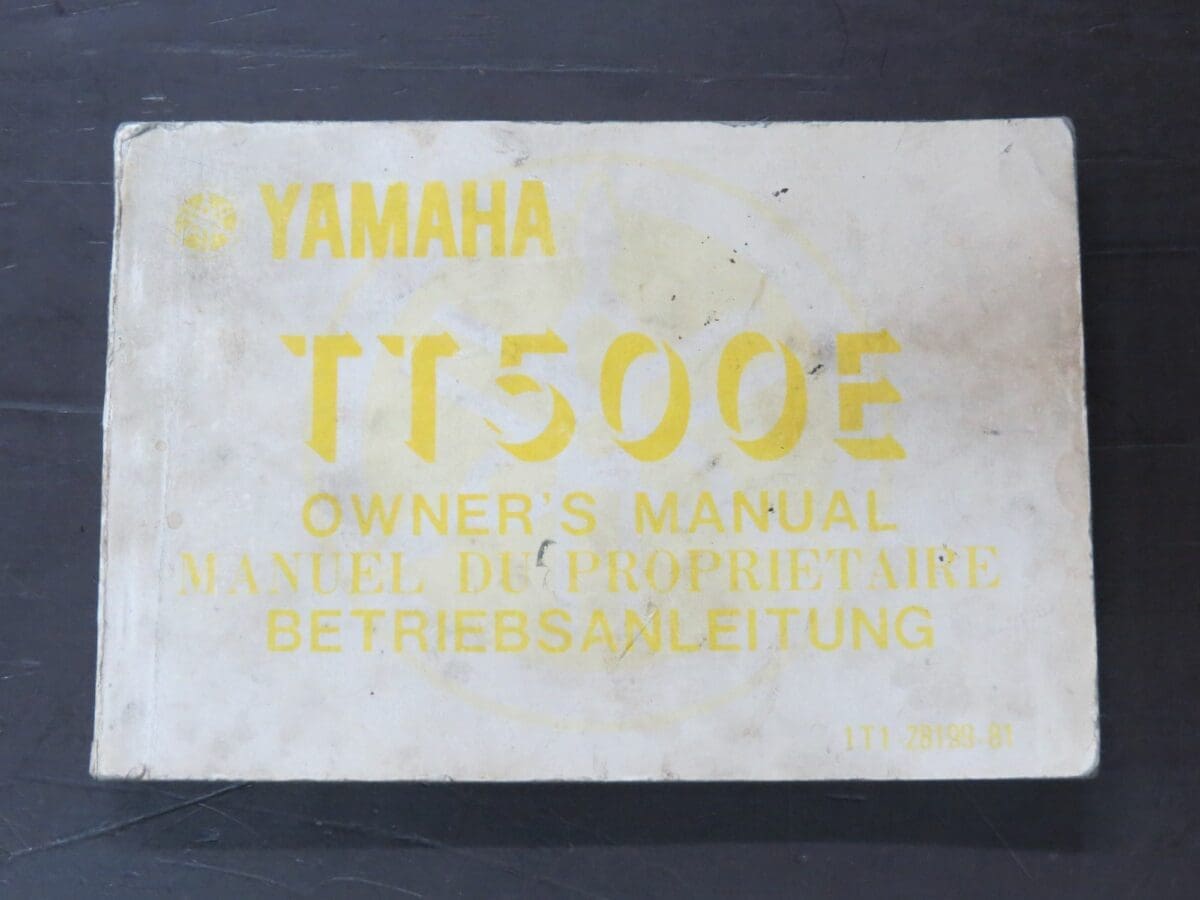 YAMAHA
TT500E
OWNER'S MANUAL
MANUEL DU PROPRIETAIRE
BETRIEBSANLEITUNG
1T1-28199-81